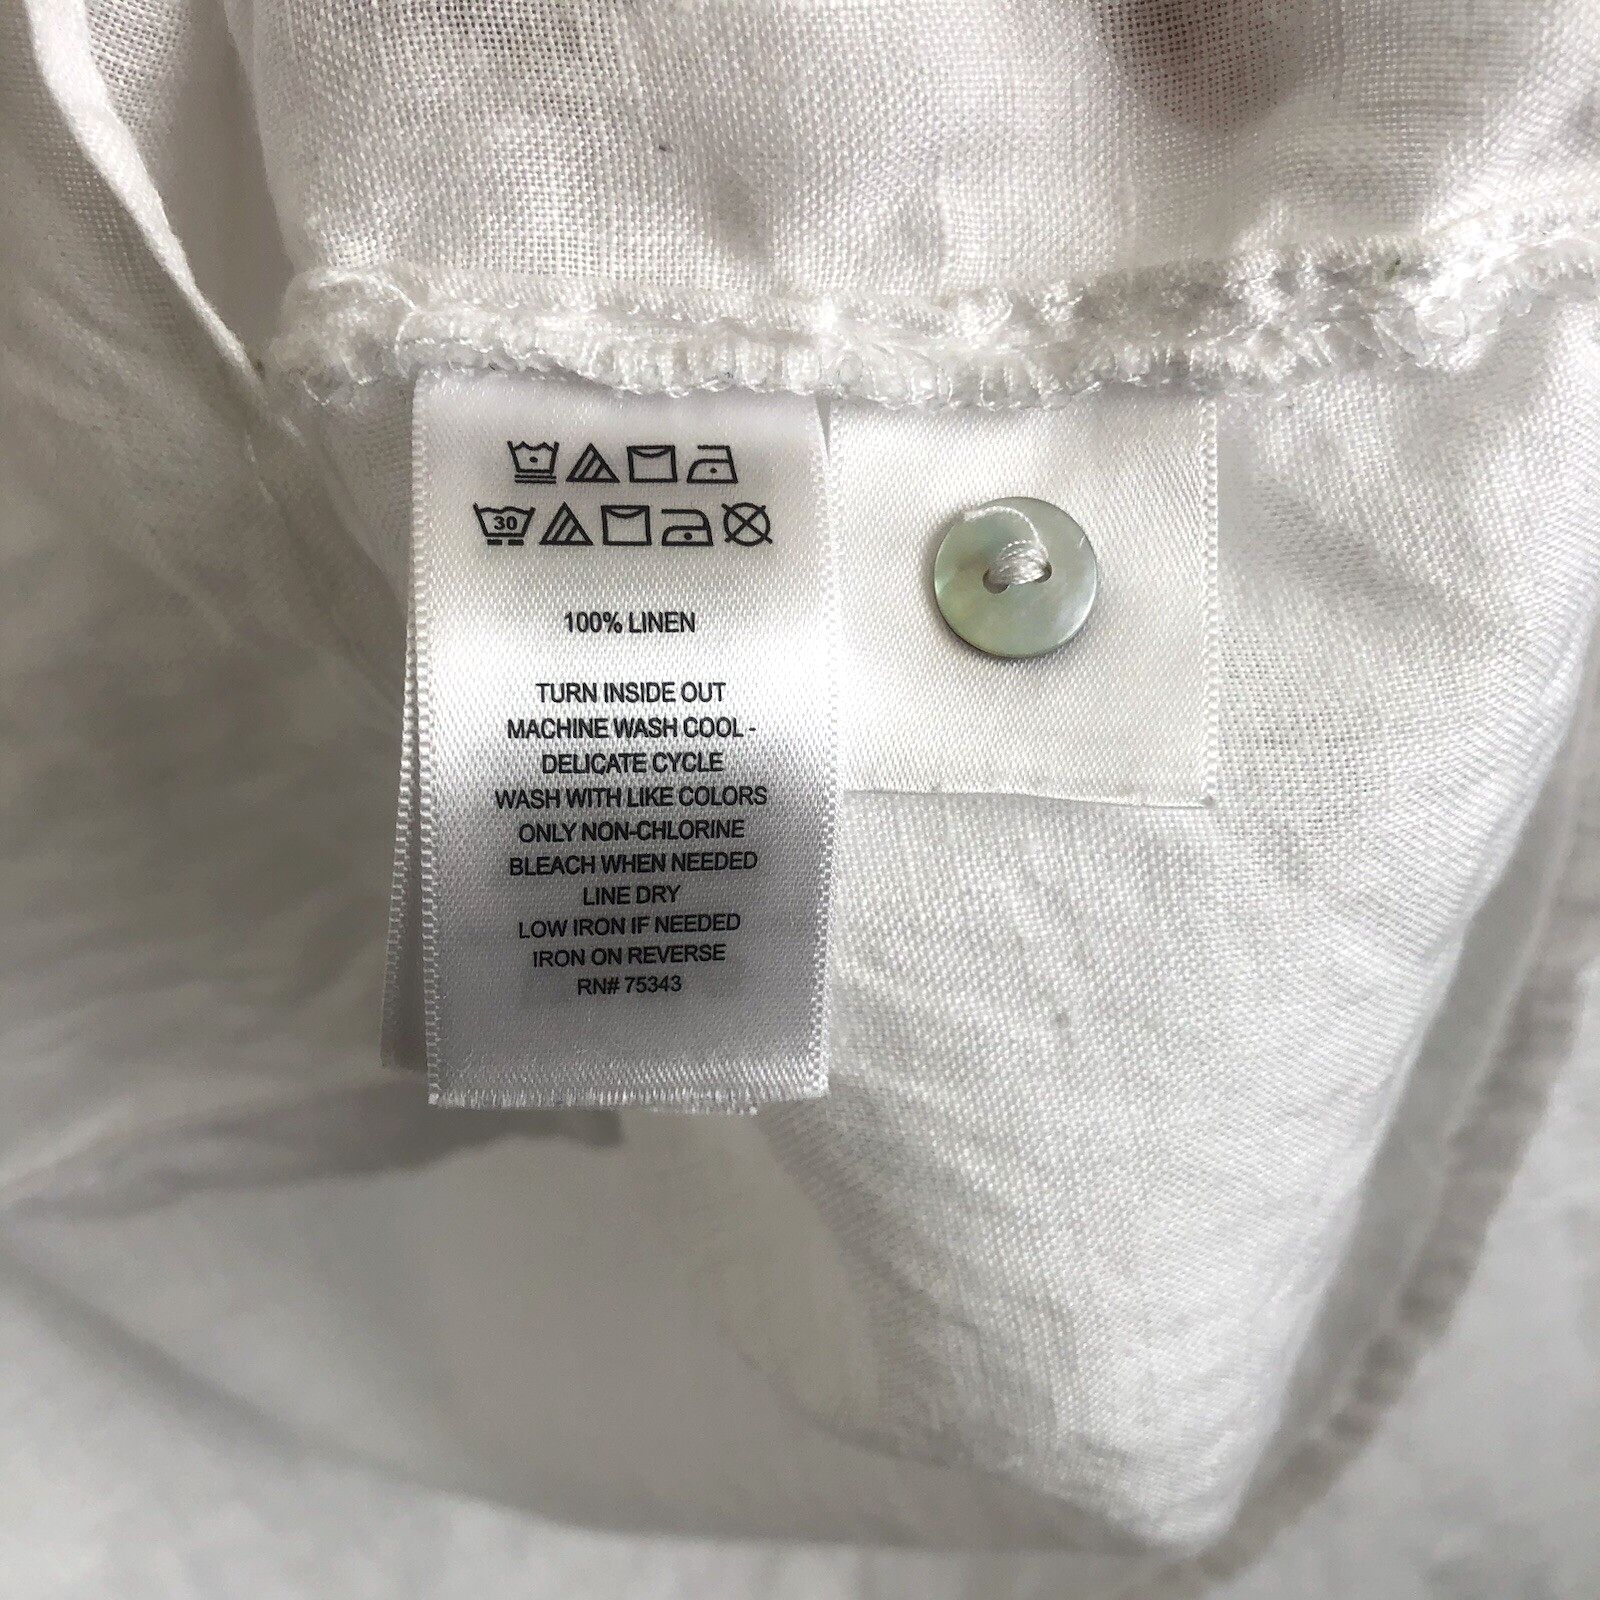 30
100% LINEN
TURN INSIDE OUT
MACHINE WASH COOL -
DELICATE CYCLE
WASH WITH LIKE COLORS
ONLY NON-CHLORINE
BLEACH WHEN NEEDED
LINE DRY
LOW IRON IF NEEDED
IRON ON REVERSE
RN# 75343